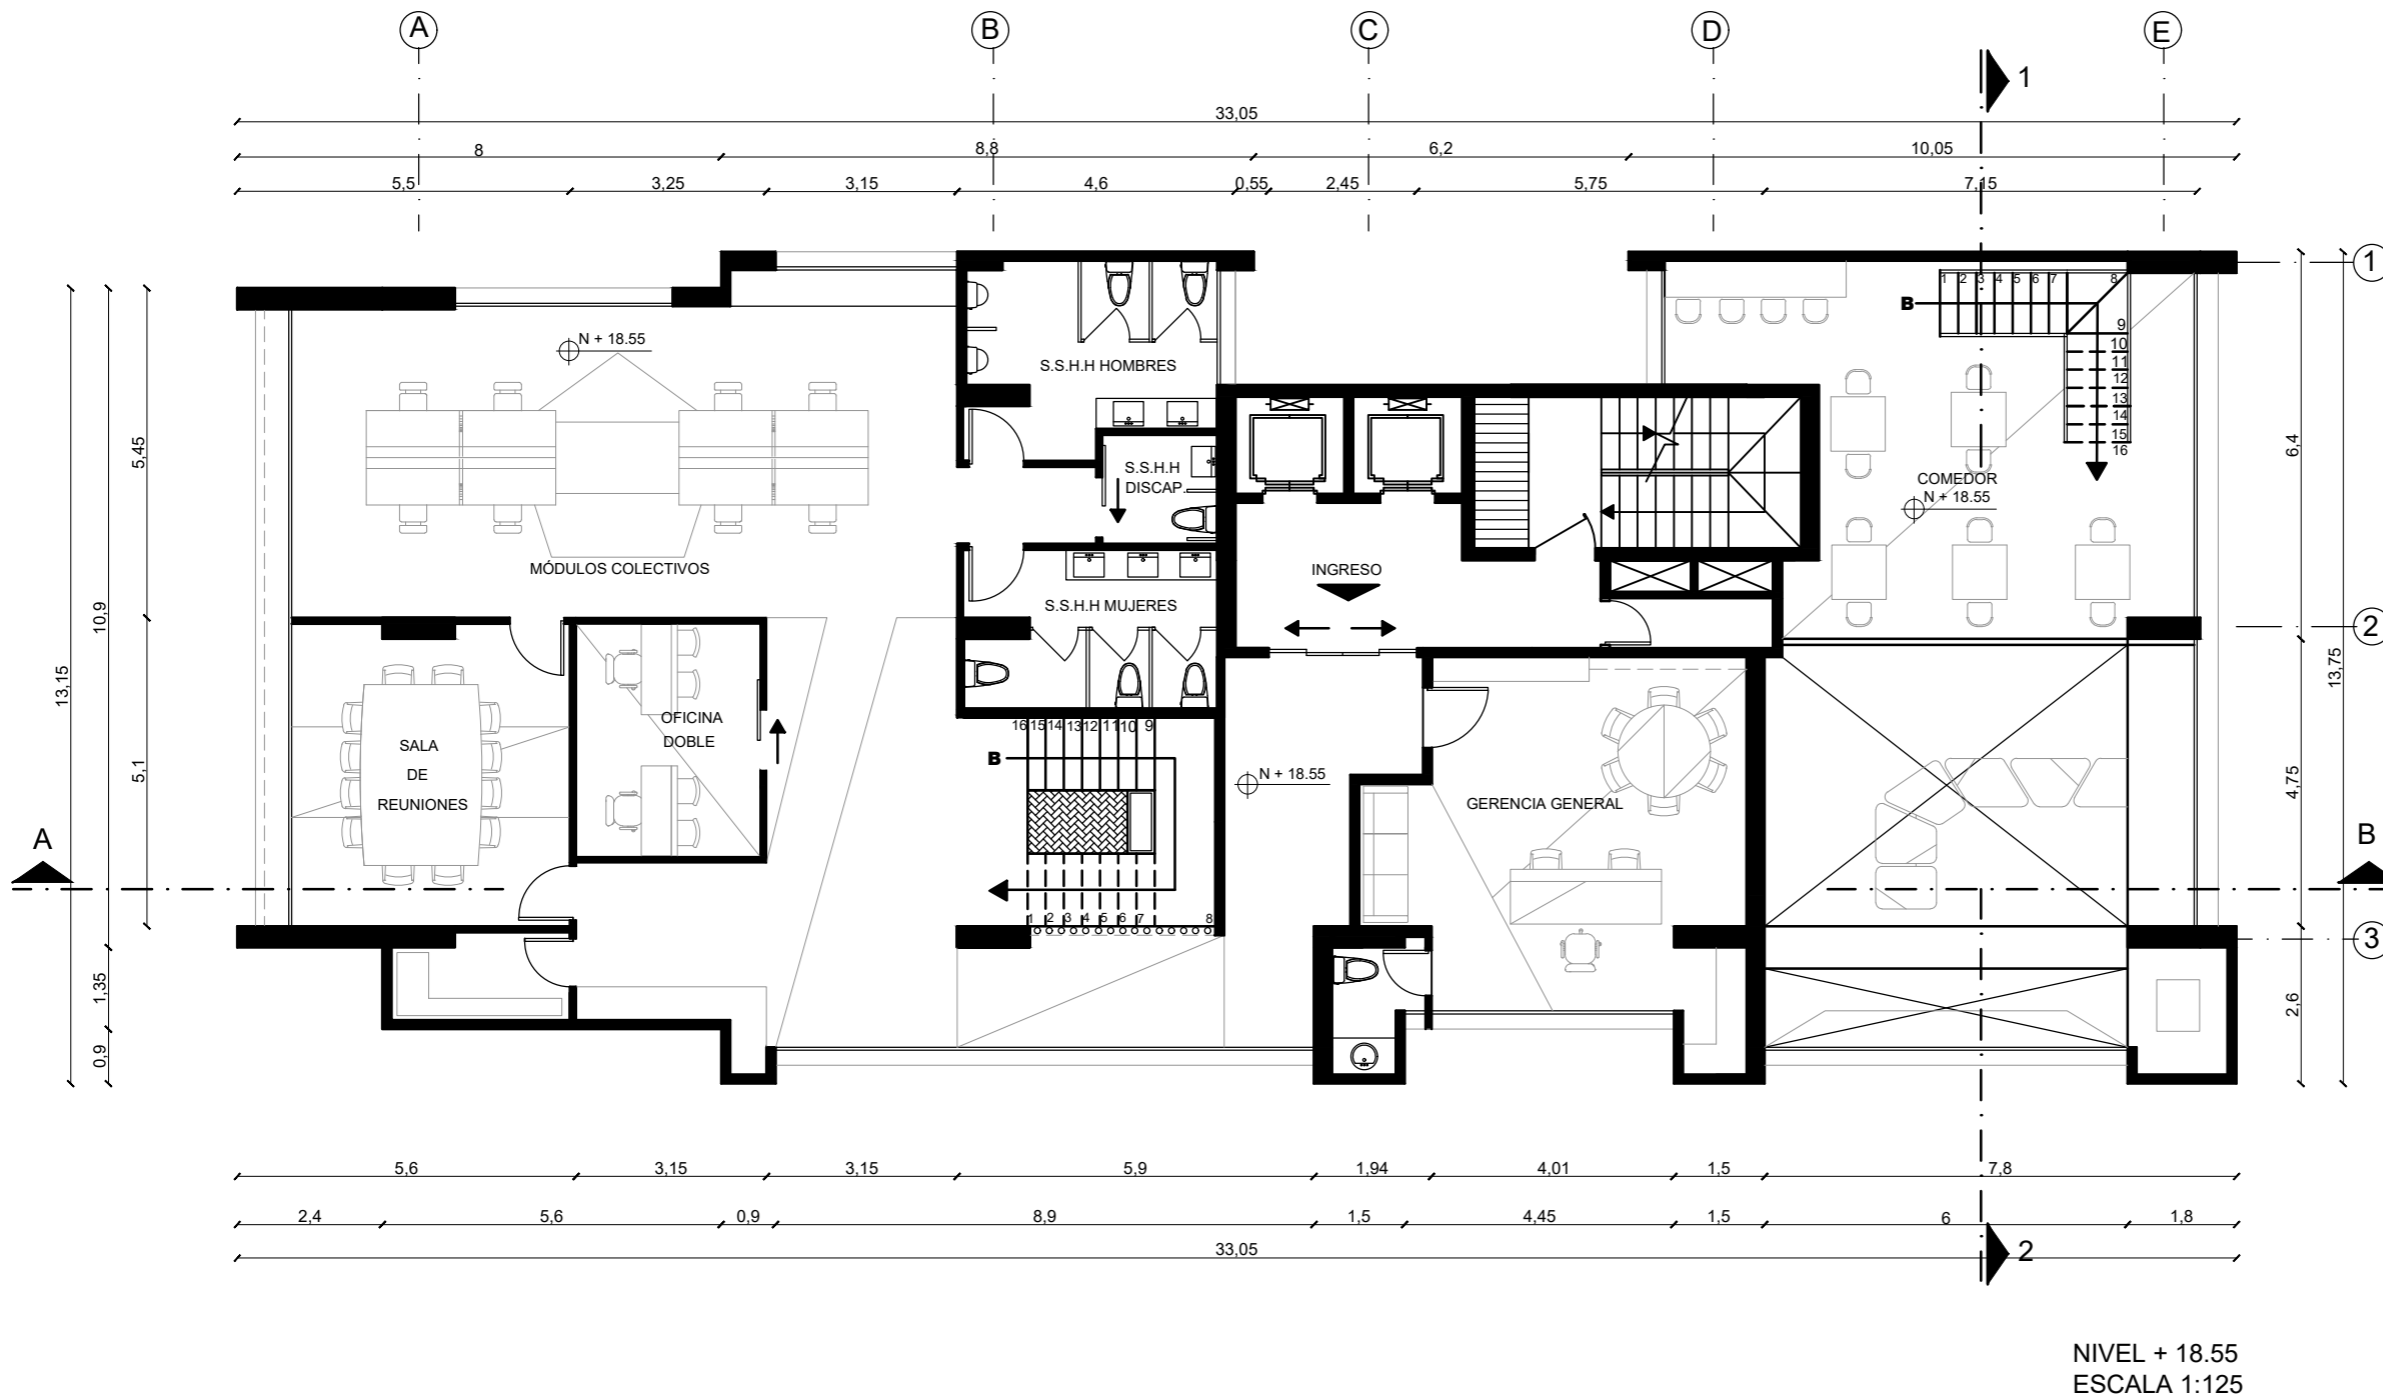 A B C D E
1
33,05
8 8,8 6,2 10,05
5,5 3,25 3,15 4,6 0,55 2,45 5,75 7,15
1
1 2 3 4 5 6 7 8
B
9
10
11
12
13
14
15
16
N + 18.55
S.S.H.H HOMBRES
S.S.H.H
DISCAP.
COMEDOR
N + 18.55
MÓDULOS COLECTIVOS
INGRESO
S.S.H.H MUJERES
2
5,45
10,9
13,15
5,1
1,35
0,9
6,4
13,75
4,75
2,6
OFICINA
DOBLE
SALA
DE
REUNIONES
16 15 14 13 12 11 10 9
B
N + 18.55
GERENCIA GENERAL
A
B
1 2 3 4 5 6 7 8
3
5,6 3,15 3,15 5,9 1,94 4,01 1,5 7,8
2,4 5,6 0,9 8,9 1,5 4,45 1,5 6 1,8
33,05
2
NIVEL + 18.55
ESCALA 1:125